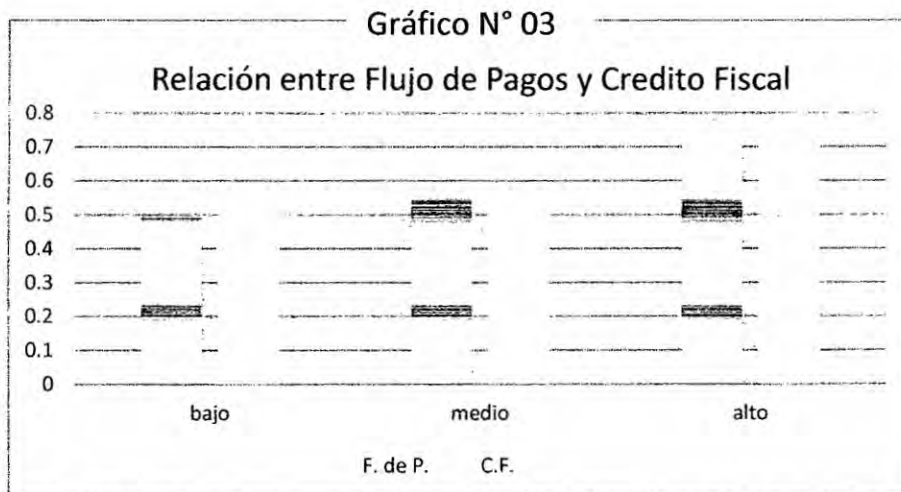 Gráfico N° 03
Relación entre Flujo de Pagos y Credito Fiscal
0.8
0.7
0.6
0.5
0.4
0.3
0.2
0.1
0
bajo medio alto
F. de P. C.F.